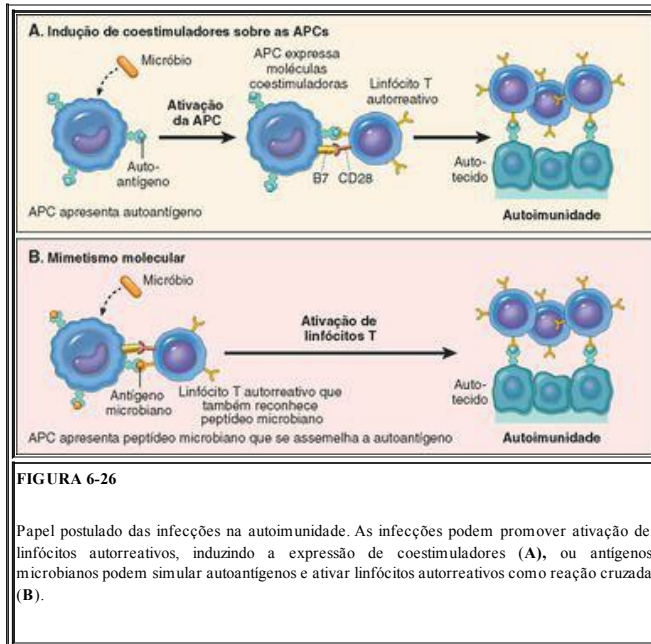 A. Indução de coestimuladores sobre as APCs
Micróbio
Ativação
da APC
Auto-
antígeno
APC apresenta autoantígeno
APC expressa
moléculas
coestimuladoras
Linfócito T
autorreativo
B7 CD28
Auto-
tecido
Autoimunidade
B. Mimetismo molecular
Micróbio
Ativação de
linfócitos T
Antígeno
microbiano
Linfócito T autorreativo que
também reconhece
peptídeo microbiano
Auto-
tecido
APC apresenta peptídeo microbiano que se assemelha a autoantígeno
Autoimunidade
FIGURA 6-26
Papel postulado das infecções na autoimunidade. As infecções podem promover ativação de
linfócitos autorreativos, induzindo a expressão de coestimuladores (A), ou antígenos
microbianos podem simular autoantígenos e ativar linfócitos autorreativos como reação cruzada
(B).